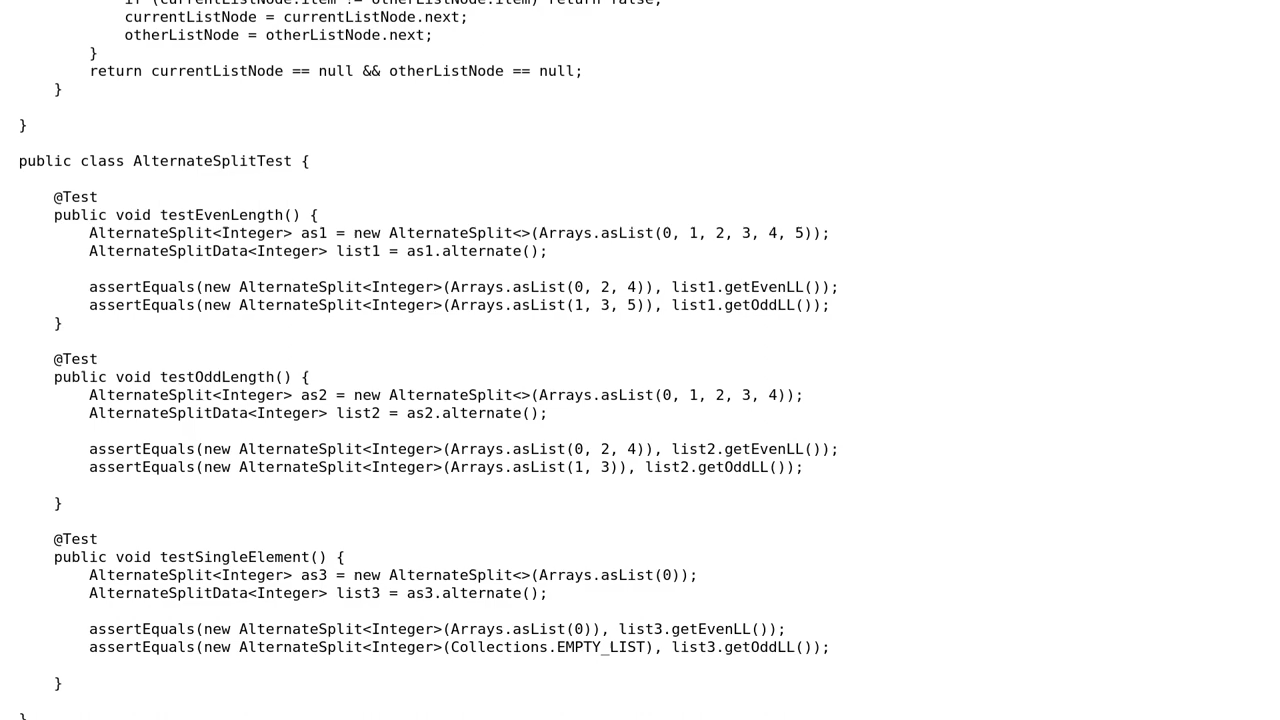 if (currentListNode.item != otherListNode.item) return false;
currentListNode = currentListNode.next;
otherListNode = otherListNode.next;
}
return currentListNode == null && otherListNode == null;
}
}
public class AlternateSplitTest {
@Test
public void testEvenLength() {
AlternateSplit<Integer> as1 = new AlternateSplit<>(Arrays.asList(0, 1, 2, 3, 4, 5));
AlternateSplitData<Integer> list1 = as1.alternate();
assertEquals(new AlternateSplit<Integer>(Arrays.asList(0, 2, 4)), list1.getEvenLL());
assertEquals(new AlternateSplit<Integer>(Arrays.asList(1, 3, 5)), list1.getOddLL());
}
@Test
public void testOddLength() {
AlternateSplit<Integer> as2 = new AlternateSplit<>(Arrays.asList(0, 1, 2, 3, 4));
AlternateSplitData<Integer> list2 = as2.alternate();
assertEquals(new AlternateSplit<Integer>(Arrays.asList(0, 2, 4)), list2.getEvenLL());
assertEquals(new AlternateSplit<Integer>(Arrays.asList(1, 3)), list2.getOddLL());
}
@Test
public void testSingleElement() {
AlternateSplit<Integer> as3 = new AlternateSplit<>(Arrays.asList(0));
AlternateSplitData<Integer> list3 = as3.alternate();
assertEquals(new AlternateSplit<Integer>(Arrays.asList(0)), list3.getEvenLL());
assertEquals(new AlternateSplit<Integer>(Collections.EMPTY_LIST), list3.getOddLL());
}
}